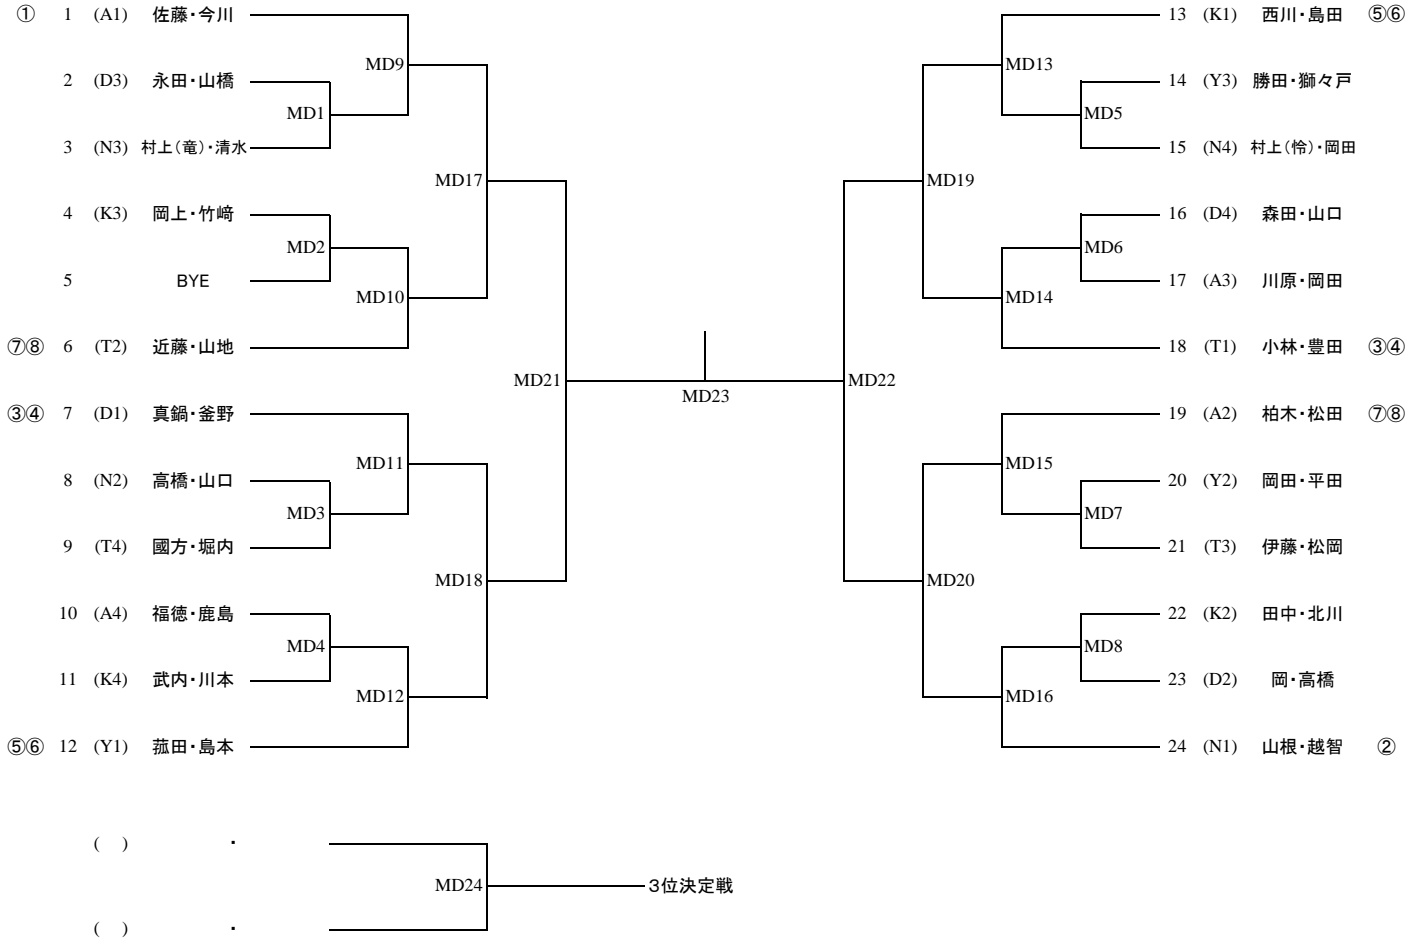 ① 1 (A1) 佐藤・今川
2 (D3) 永田・山橋
3 (N3) 村上(竜)・清水
4 (K3) 岡上・竹﨑
5 BYE
⑦⑧ 6 (T2) 近藤・山地
③④ 7 (D1) 真鍋・釜野
8 (N2) 高橋・山口
9 (T4) 國方・堀内
10 (A4) 福徳・鹿島
11 (K4) 武内・川本
⑤⑥ 12 (Y1) 菰田・島本
MD1
MD2
MD3
MD4
MD9
MD10
MD11
MD12
MD17
MD18
MD21
MD23
MD22
MD19
MD20
MD13
MD14
MD15
MD16
MD5
MD6
MD7
MD8
13 (K1) 西川・島田 ⑤⑥
14 (Y3) 勝田・獅々戸
15 (N4) 村上(怜)・岡田
16 (D4) 森田・山口
17 (A3) 川原・岡田
18 (T1) 小林・豊田 ③④
19 (A2) 柏木・松田 ⑦⑧
20 (Y2) 岡田・平田
21 (T3) 伊藤・松岡
22 (K2) 田中・北川
23 (D2) 岡・高橋
24 (N1) 山根・越智 ②
( ) ・
MD24 3位決定戦
( ) ・